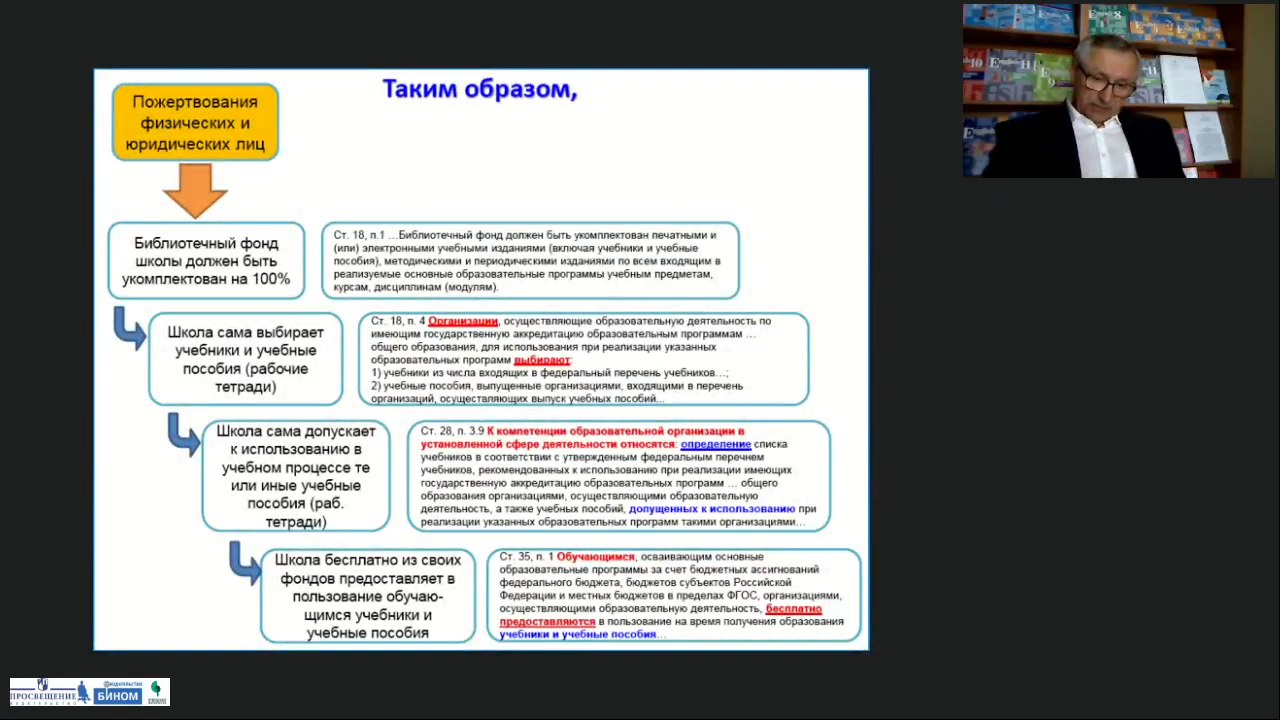 Таким образом,
Пожертвования
физических и
юридических лиц
Библиотечный фонд
школы должен быть
укомплектован на 100%
Ст. 18, п.1 …Библиотечный фонд должен быть укомплектован печатными и
(или) электронными учебными изданиями (включая учебники и учебные
пособия), методическими и периодическими изданиями по всем входящим в
реализуемые основные образовательные программы учебным предметам,
курсам, дисциплинам (модулям).
Школа сама выбирает
учебники и учебные
пособия (рабочие
тетради)
Ст. 18, п. 4 Организации, осуществляющие образовательную деятельность по
имеющим государственную аккредитацию образовательным программам …
общего образования, для использования при реализации указанных
образовательных программ выбирают:
1) учебники из числа входящих в федеральный перечень учебников…;
2) учебные пособия, выпущенные организациями, входящими в перечень
организаций, осуществляющих выпуск учебных пособий...
Школа сама допускает
к использованию в
учебном процессе те
или иные учебные
пособия (раб.
тетради)
Ст. 28, п. 3.9 К компетенции образовательной организации в
установленной сфере деятельности относятся: определение списка
учебников в соответствии с утвержденным федеральным перечнем
учебников, рекомендованных к использованию при реализации имеющих
государственную аккредитацию образовательных программ … общего
образования организациями, осуществляющими образовательную
деятельность, а также учебных пособий, допущенных к использованию при
реализации указанных образовательных программ такими организациями…
Школа бесплатно из своих
фондов предоставляет в
пользование обучаю-
щимся учебники и
учебные пособия
Ст. 35, п. 1 Обучающимся, осваивающим основные
образовательные программы за счет бюджетных ассигнований
федерального бюджета, бюджетов субъектов Российской
Федерации и местных бюджетов в пределах ФГОС, организациями,
осуществляющими образовательную деятельность, бесплатно
предоставляются в пользование на время получения образования
учебники и учебные пособия…
ПРОСВЕЩЕНИЕ
ИЗДАТЕЛЬСТВО
ИЗДАТЕЛЬСТВО
БИНОМ